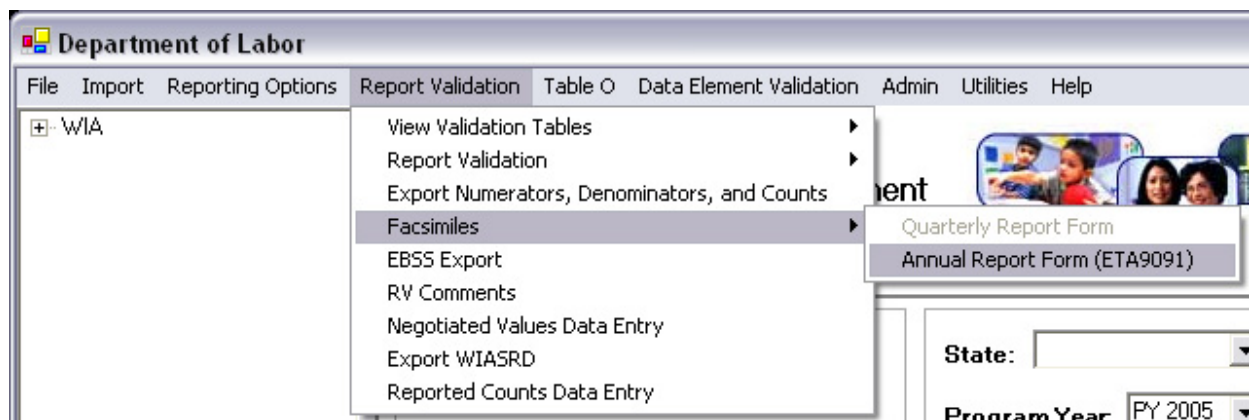 Department of Labor
File Import Reporting Options Report Validation Table O Data Element Validation Admin Utilities Help
WIA
View Validation Tables
Report Validation
Export Numerators, Denominators, and Counts
Facsimiles
EBSS Export
RV Comments
Negotiated Values Data Entry
Export WIASRD
Reported Counts Data Entry
Quarterly Report Form
Annual Report Form (ETA9091)
State:
Program Year PY 2005